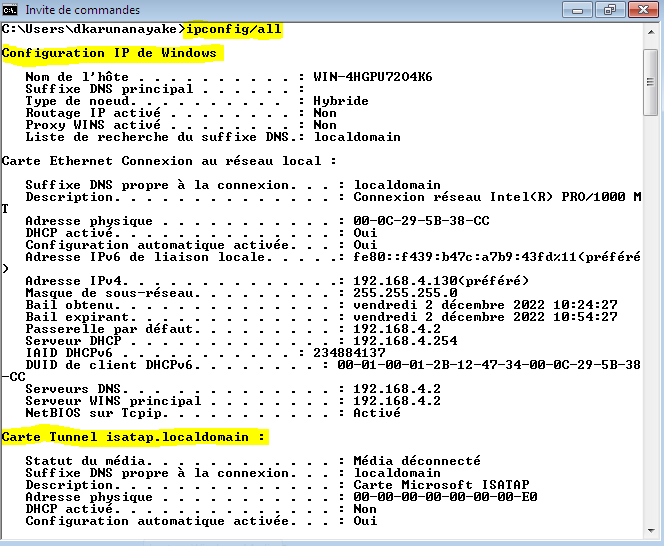 Invite de commandes
C:\Users\dkarunanayake>ipconfig/all
Configuration IP de Windows
Nom de l'hôte . . . . . . . . . . : WIN-4HGPU7204K6
Suffixe DNS principal . . . . . . :
Type de noeud. . . . . . . . . . : Hybride
Routage IP activé . . . . . . . . : Non
Proxy WINS activé . . . . . . . . : Non
Liste de recherche du suffixe DNS.: localdomain
Carte Ethernet Connexion au réseau local :
Suffixe DNS propre à la connexion. . . : localdomain
Description. . . . . . . . . . . . . . : Connexion réseau Intel(R) PRO/1000 M
T
Adresse physique . . . . . . . . . . . : 00-0C-29-5B-38-CC
DHCP activé. . . . . . . . . . . . . . : Oui
Configuration automatique activée. . . : Oui
Adresse IPv6 de liaison locale. . . . .: fe80::f439:b47c:a7b9:43fd%11(préféré
)
Adresse IPv4. . . . . . . . . . . . . .: 192.168.4.130(préféré)
Masque de sous-réseau. . . . . . . . . : 255.255.255.0
Bail obtenu. . . . . . . . . . . . . . : vendredi 2 décembre 2022 10:24:27
Bail expirant. . . . . . . . . . . . . : vendredi 2 décembre 2022 10:54:27
Passerelle par défaut. . . . . . . . . : 192.168.4.2
Serveur DHCP . . . . . . . . . . . . . : 192.168.4.254
IAID DHCPv6 . . . . . . . . . . . : 234884137
DUID de client DHCPv6. . . . . . . . : 00-01-00-01-2B-12-47-34-00-0C-29-5B-38
-CC
Serveurs DNS. . . . . . . . . . . . . : 192.168.4.2
Serveur WINS principal . . . . . . . . : 192.168.4.2
NetBIOS sur Tcpip. . . . . . . . . . . : Activé
Carte Tunnel isatap.localdomain :
Statut du média. . . . . . . . . . . . : Média déconnecté
Suffixe DNS propre à la connexion. . . : localdomain
Description. . . . . . . . . . . . . . : Carte Microsoft ISATAP
Adresse physique . . . . . . . . . . . : 00-00-00-00-00-00-00-E0
DHCP activé. . . . . . . . . . . . . . : Non
Configuration automatique activée. . . : Oui